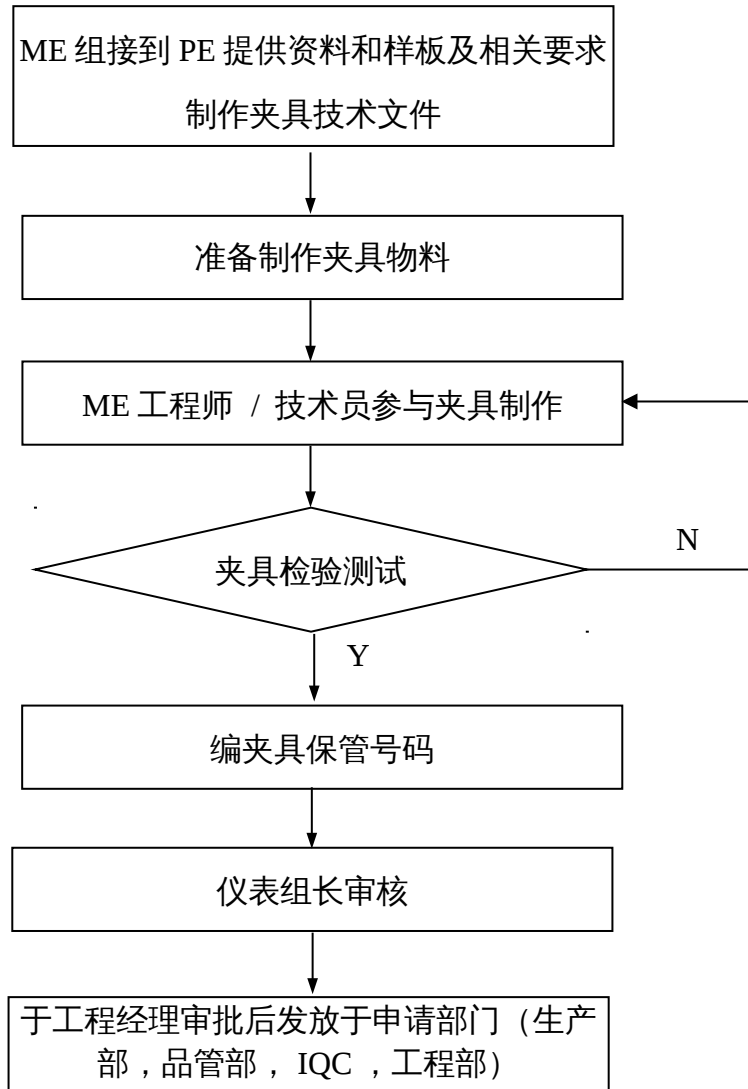 ME 组接到 PE 提供资料和样板及相关要求
制作夹具技术文件
准备制作夹具物料
ME 工程师 / 技术员参与夹具制作
夹具检验测试
N
Y
编夹具保管号码
仪表组长审核
于工程经理审批后发放于申请部门（生产
部，品管部， IQC ，工程部）